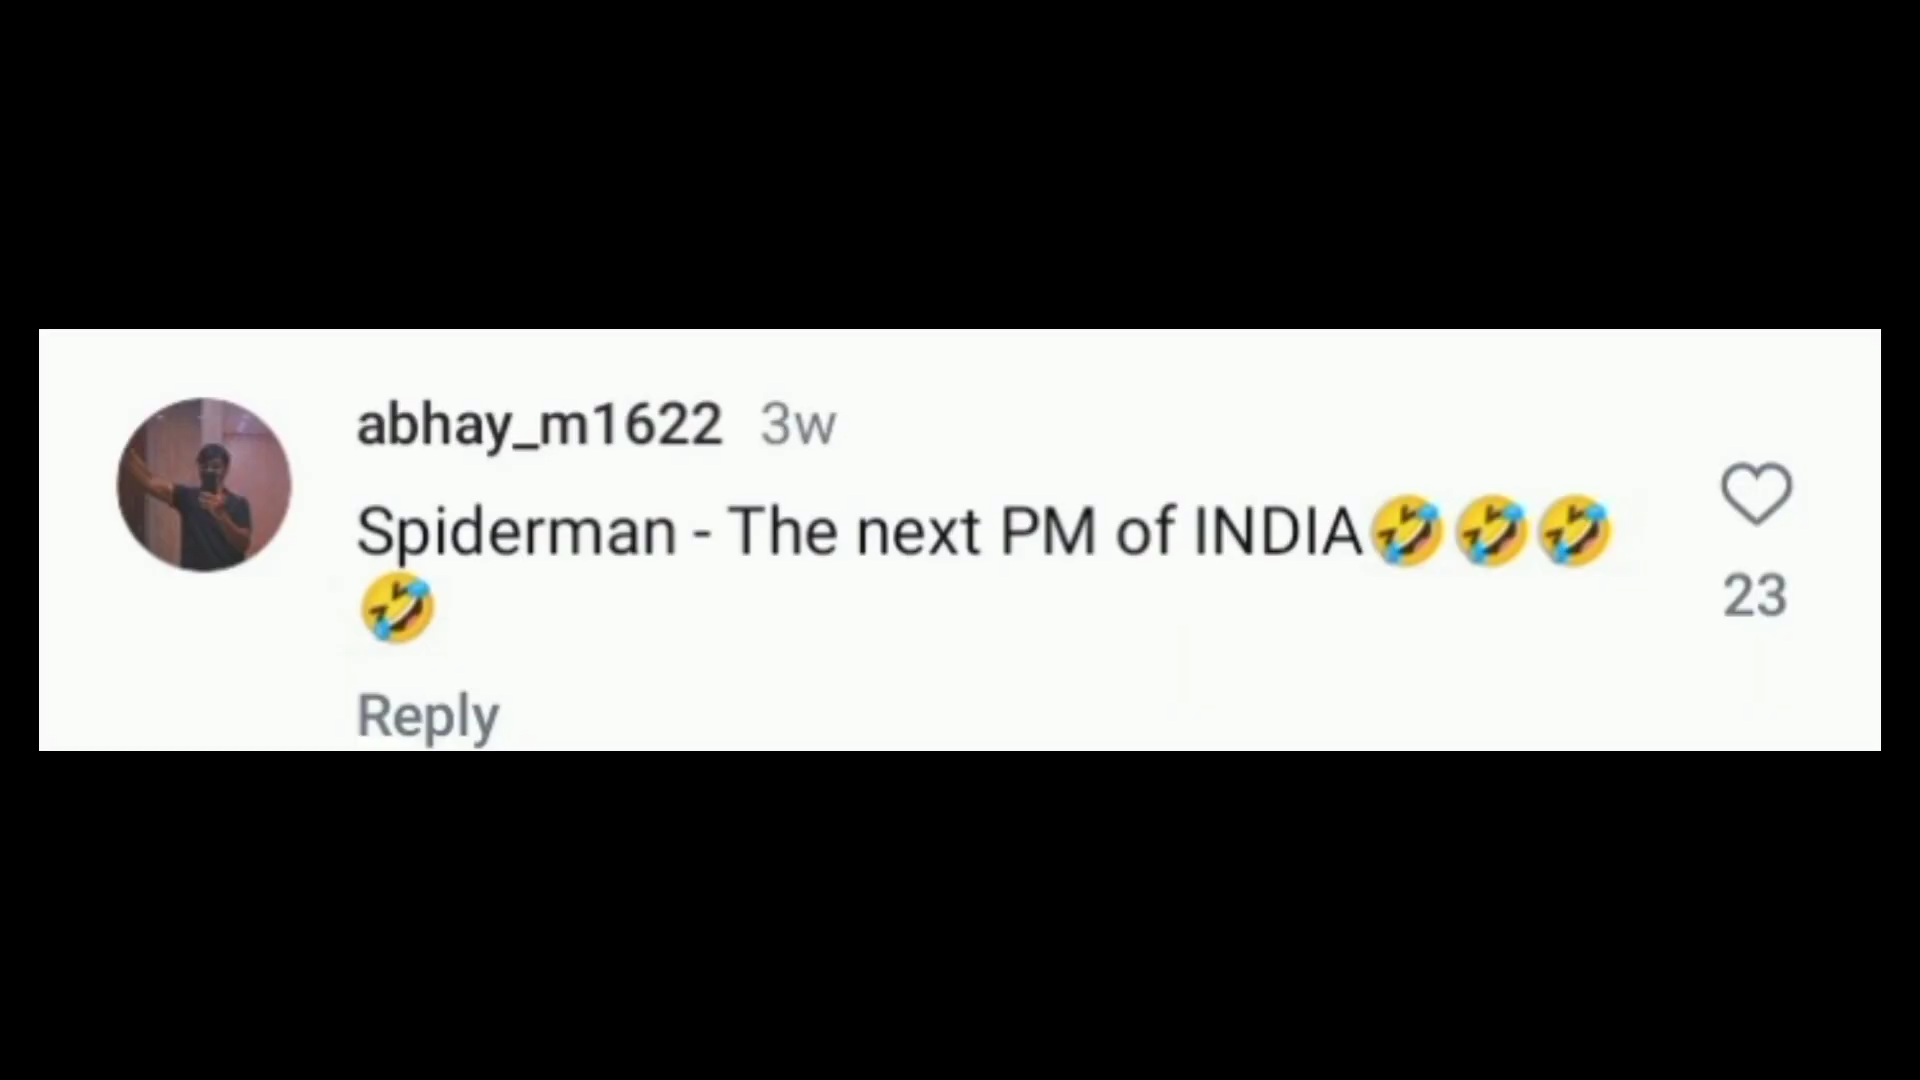 abhay_m1622 3w
Spiderman - The next PM of INDIA🤣🤣🤣
🤣
23
Reply